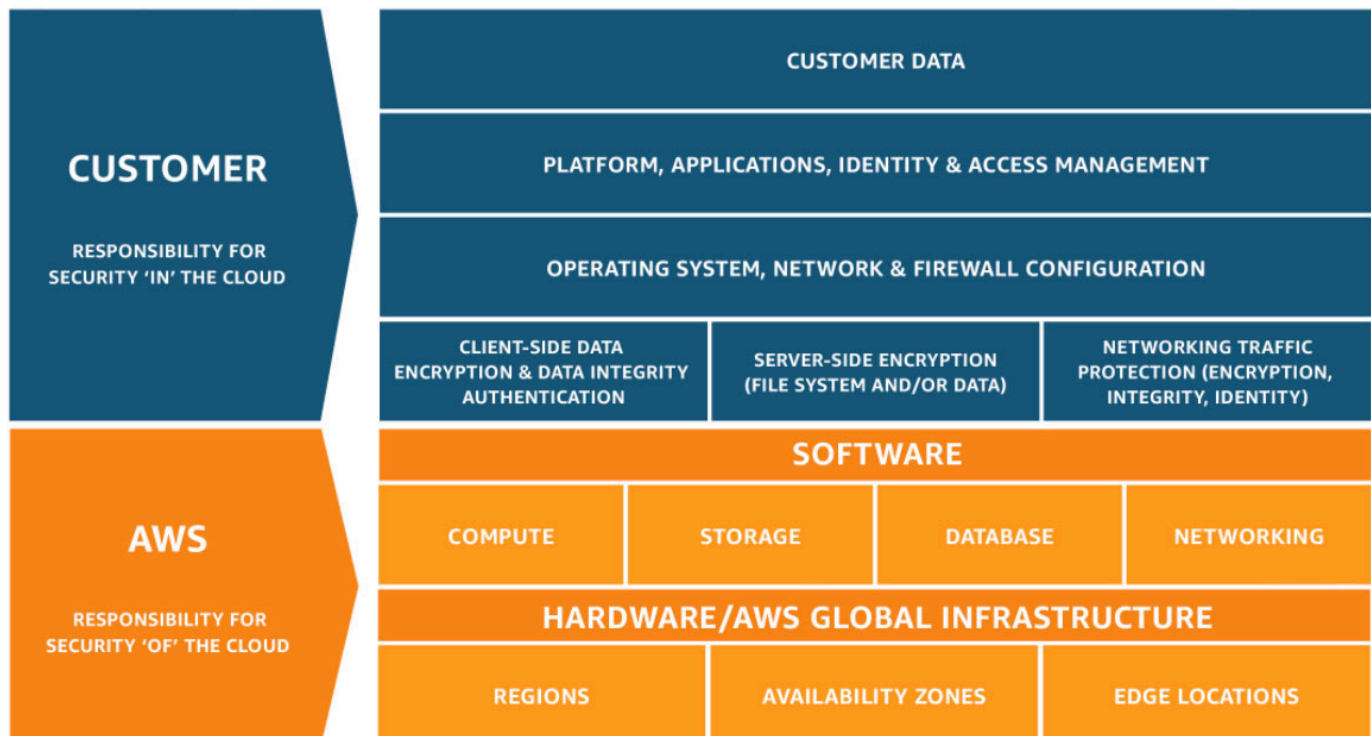 CUSTOMER
RESPONSIBILITY FOR
SECURITY ‘IN’ THE CLOUD
CUSTOMER DATA
PLATFORM, APPLICATIONS, IDENTITY & ACCESS MANAGEMENT
OPERATING SYSTEM, NETWORK & FIREWALL CONFIGURATION
CLIENT-SIDE DATA
ENCRYPTION & DATA INTEGRITY
AUTHENTICATION
SERVER-SIDE ENCRYPTION
(FILE SYSTEM AND/OR DATA)
NETWORKING TRAFFIC
PROTECTION (ENCRYPTION,
INTEGRITY, IDENTITY)
AWS
RESPONSIBILITY FOR
SECURITY ‘OF’ THE CLOUD
SOFTWARE
COMPUTE
STORAGE
DATABASE
NETWORKING
HARDWARE/AWS GLOBAL INFRASTRUCTURE
REGIONS
AVAILABILITY ZONES
EDGE LOCATIONS